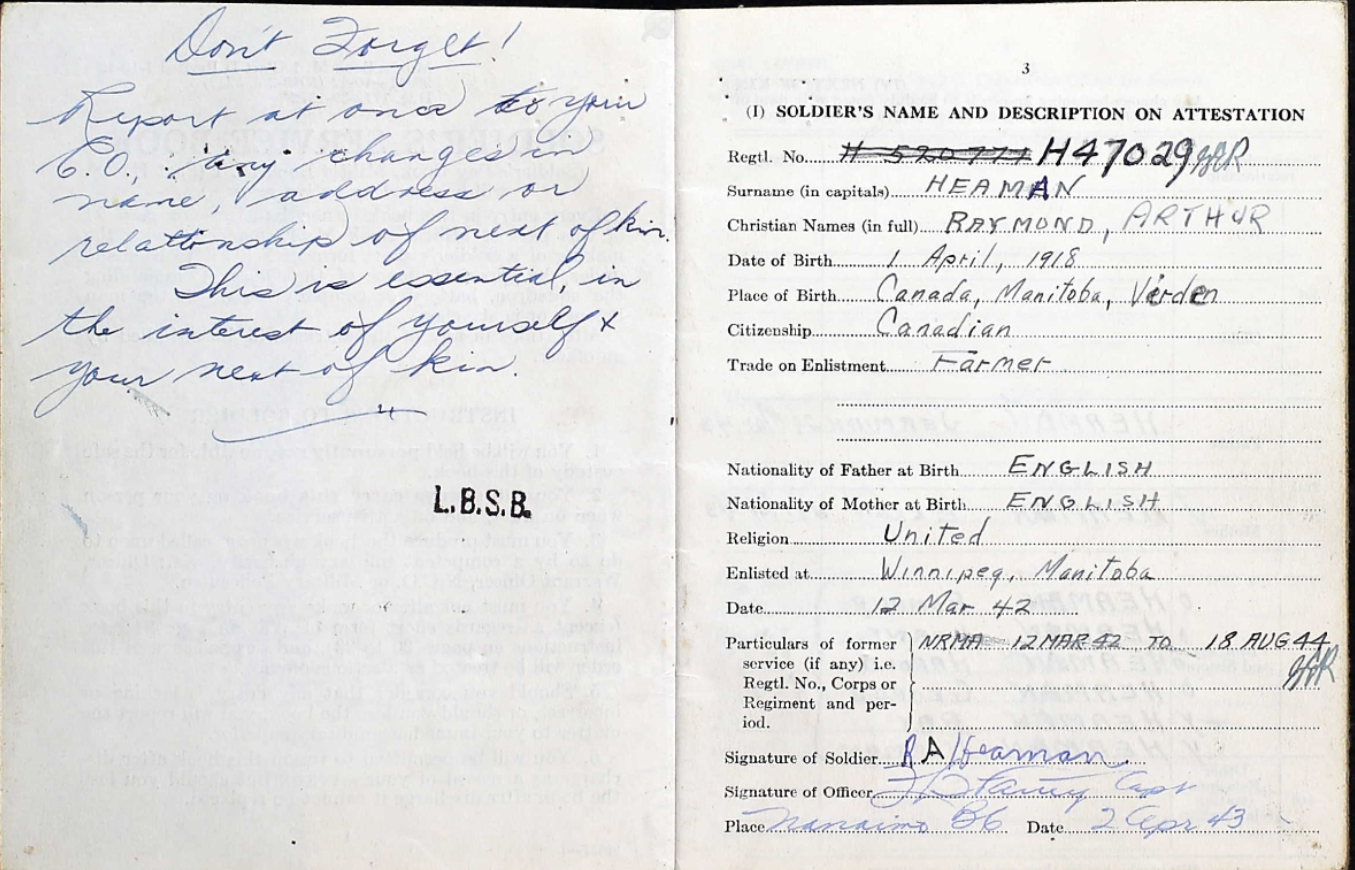 Don't Forget!
Report at once to your
C.O., any changes in
name, address or
relationship of next of kin.
This is essential, in
the interest of yourself &
your next of kin.
L.B.S.B.
3
(I) SOLDIER'S NAME AND DESCRIPTION ON ATTESTATION
Regtl. No. H 520777 H47029
Surname (in capitals) HEAMAN
Christian Names (in full) RAYMOND, ARTHUR
Date of Birth 1 April, 1918
Place of Birth Canada, Manitoba, Verden
Citizenship Canadian
Trade on Enlistment Farmer
Nationality of Father at Birth ENGLISH
Nationality of Mother at Birth ENGLISH
Religion United
Enlisted at Winnipeg, Manitoba
Date 12 Mar 42
Particulars of former NRMA 12 MAR 42 TO 18 AUG 44
service (if any) i.e.
Regtl. No., Corps or
Regiment and per-
iod.
Signature of Soldier R A Heaman.
Signature of Officer Capt
Place Nanaimo BC Date 2 Apr 43